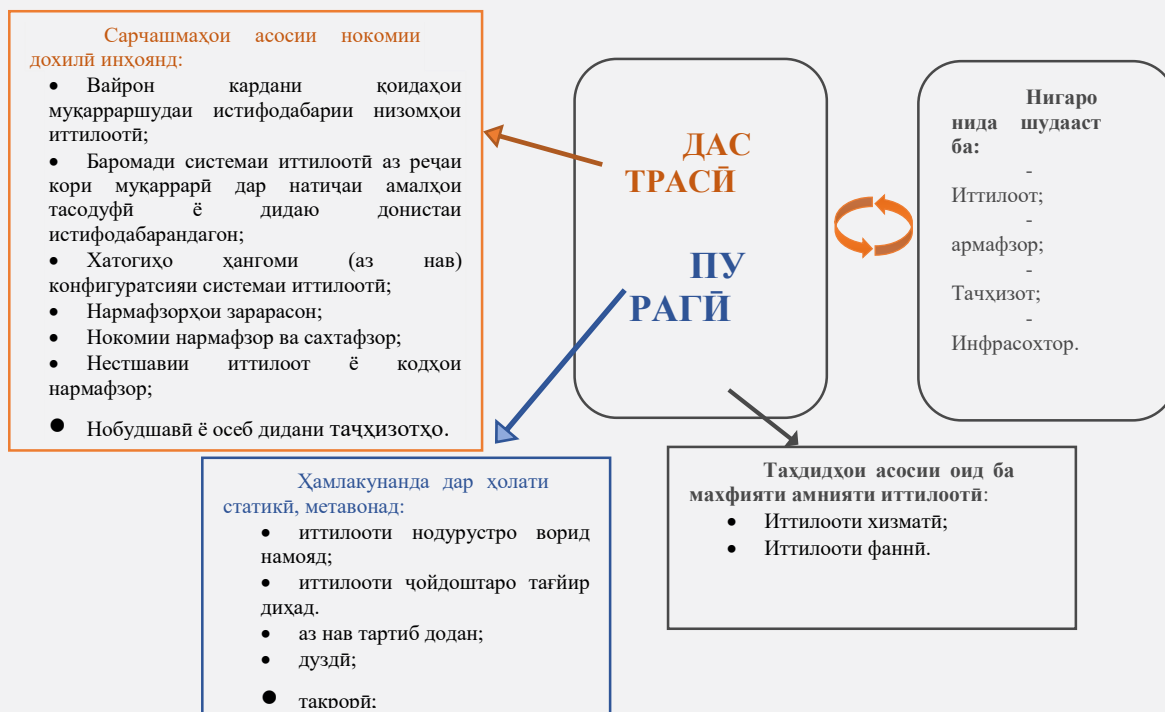 Сарчашмаҳои асосии нокомии
дохилӣ инҳоянд:
• Вайрон кардани қоидаҳои
муқарраршудаи истифодабарии низомҳои
иттилоотӣ;
• Баромади системаи иттилоотӣ аз реҷаи
кори муқаррарӣ дар натиҷаи амалҳои
тасодуфӣ ё дидаю донистаи
истифодабарандагон;
• Хатогиҳо ҳангоми (аз нав)
конфигуратсияи системаи иттилоотӣ;
• Нармафзорҳои зарарасон;
• Нокомии нармафзор ва сахтафзор;
• Нестшавии иттилоот ё кодҳои
нармафзор;
• Нобудшавӣ ё осеб дидани таҷҳизотҳо.
ДАС
ТРАСӢ
ПУ
РАГӢ
Нигаро
нида шудааст
ба:
-
Иттилоот;
-
армафзор;
-
Таҷҳизот;
-
Инфрасохтор.
Ҳамлакунанда дар ҳолати
статикӣ, метавонад:
• иттилооти нодурустро ворид
намояд;
• иттилооти ҷойдоштаро тағйир
диҳад.
• аз нав тартиб додан;
• дуздӣ;
• такрорӣ;
Таҳдидҳои асосии оид ба
махфияти амнияти иттилоотӣ:
• Иттилооти хизматӣ;
• Иттилооти фаннӣ.